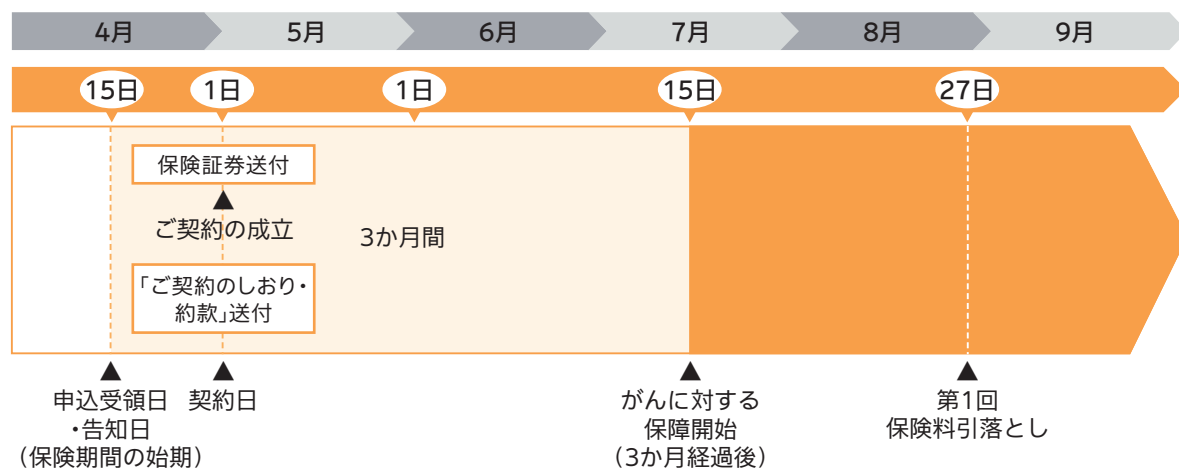 4月
5月
6月
7月
8月
9月
15日
1日
1日
15日
27日
保険証券送付
ご契約の成立
3か月間
「ご契約のしおり・
約款」送付
申込受領日
・告知日
（保険期間の始期）
契約日
がんに対する
保障開始
（3か月経過後）
第1回
保険料引落とし